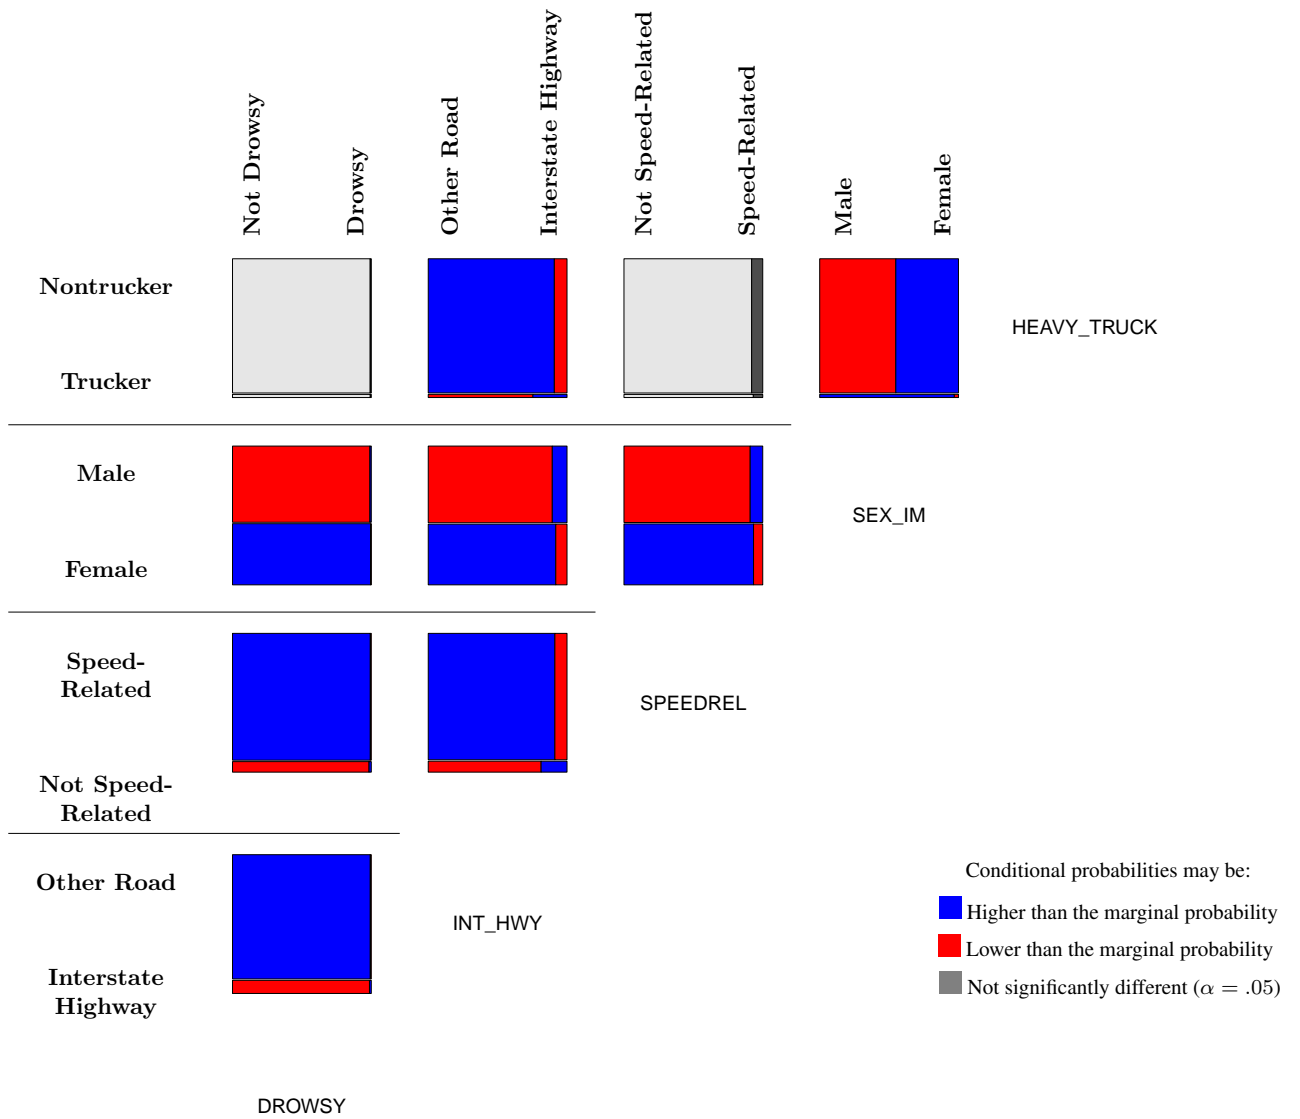 Not Drowsy
Drowsy
Other Road
Interstate Highway
Not Speed-Related
Speed-Related
Male
Female
Nontrucker
Trucker
HEAVY_TRUCK
Male
Female
SEX_IM
Speed-
Related
Not Speed-
Related
SPEEDREL
Other Road
Interstate
Highway
INT_HWY
DROWSY
Conditional probabilities may be:
Higher than the marginal probability
Lower than the marginal probability
Not significantly different (α = .05)